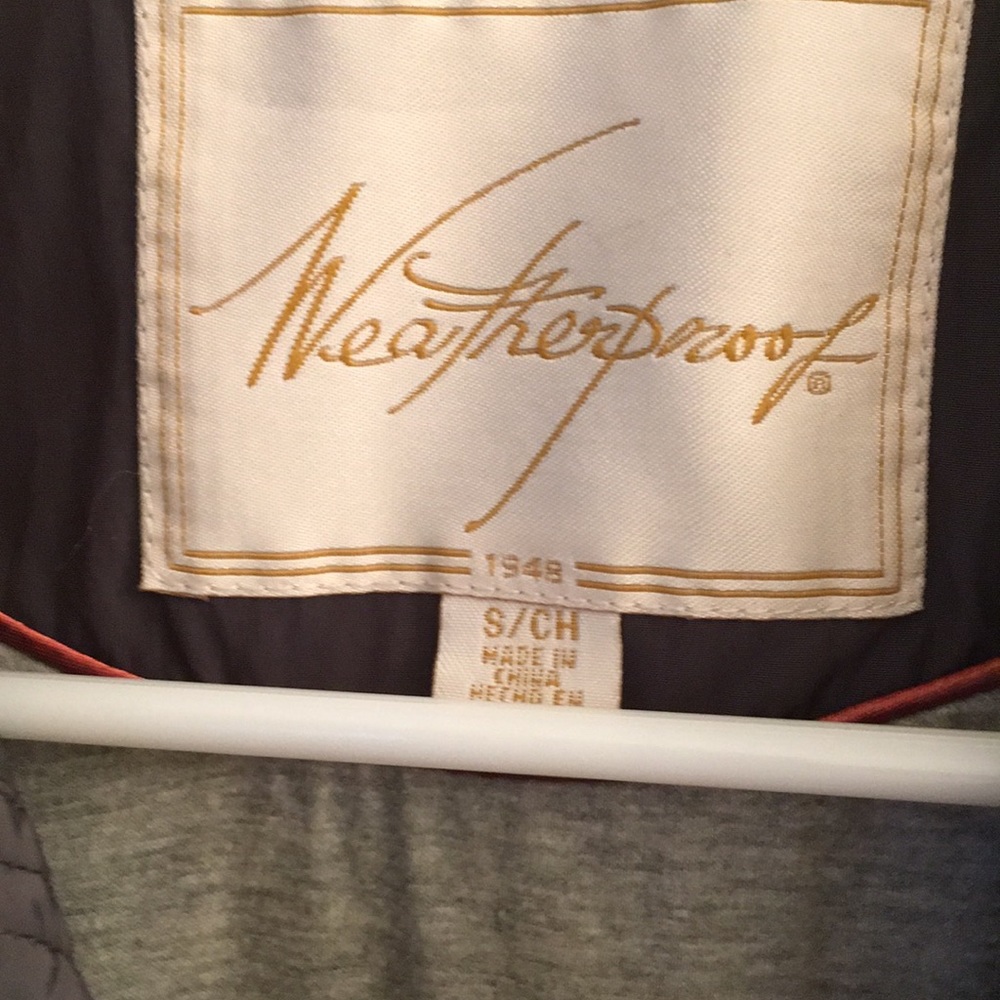 Weatherproof®
1948
S/CH
MADE IN
CHINA
HECHO EN